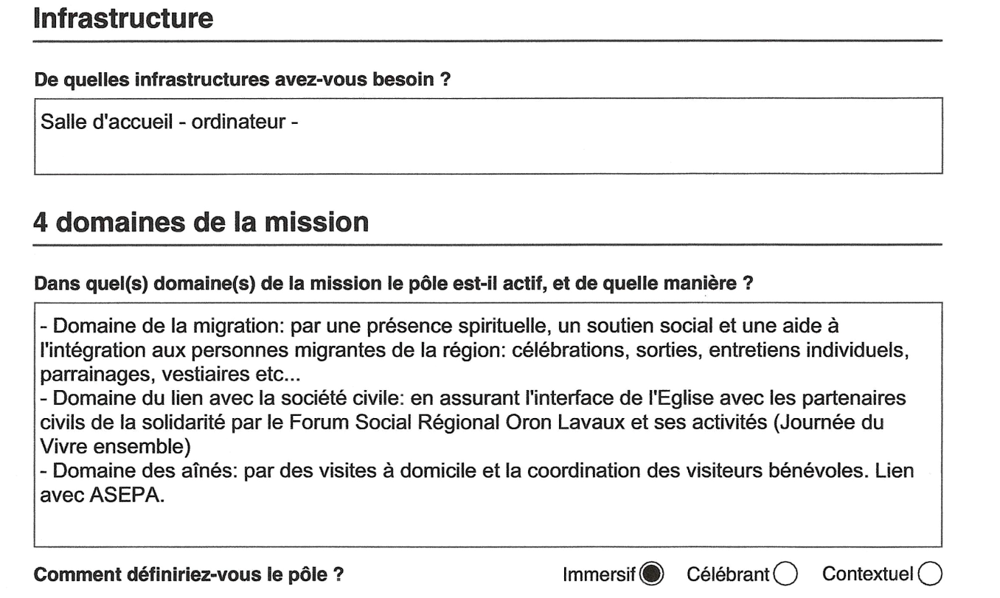 Infrastructure
De quelles infrastructures avez-vous besoin ?
Salle d'accueil - ordinateur -
4 domaines de la mission
Dans quel(s) domaine(s) de la mission le pôle est-il actif, et de quelle manière ?
- Domaine de la migration: par une présence spirituelle, un soutien social et une aide à
l'intégration aux personnes migrantes de la région: célébrations, sorties, entretiens individuels,
parrainages, vestiaires etc...
- Domaine du lien avec la société civile: en assurant l'interface de l'Eglise avec les partenaires
civils de la solidarité par le Forum Social Régional Oron Lavaux et ses activités (Journée du
Vivre ensemble)
- Domaine des aînés: par des visites à domicile et la coordination des visiteurs bénévoles. Lien
avec ASEPA.
Comment définiriez-vous le pôle ? Immersif Célébrant Contextuel